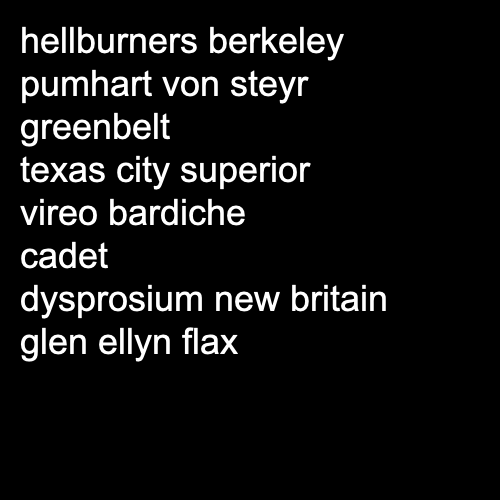 hellburners berkeley
pumhart von steyr
greenbelt
texas city superior
vireo bardiche
cadet
dysprosium new britain
glen ellyn flax